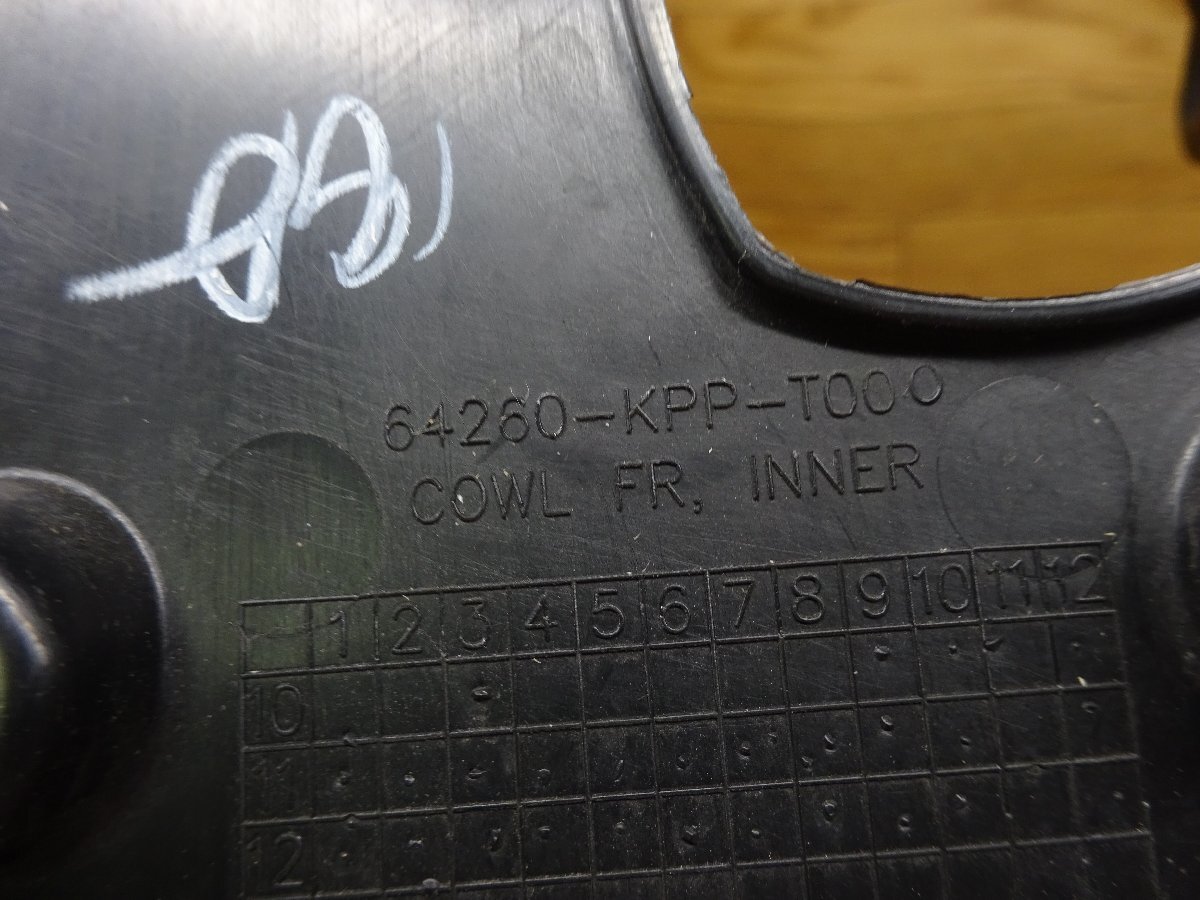 64260-KPP-T000
COWL FR, INNER
1 2 3 4 5 6 7 8 9 10 11 12
10
11
12